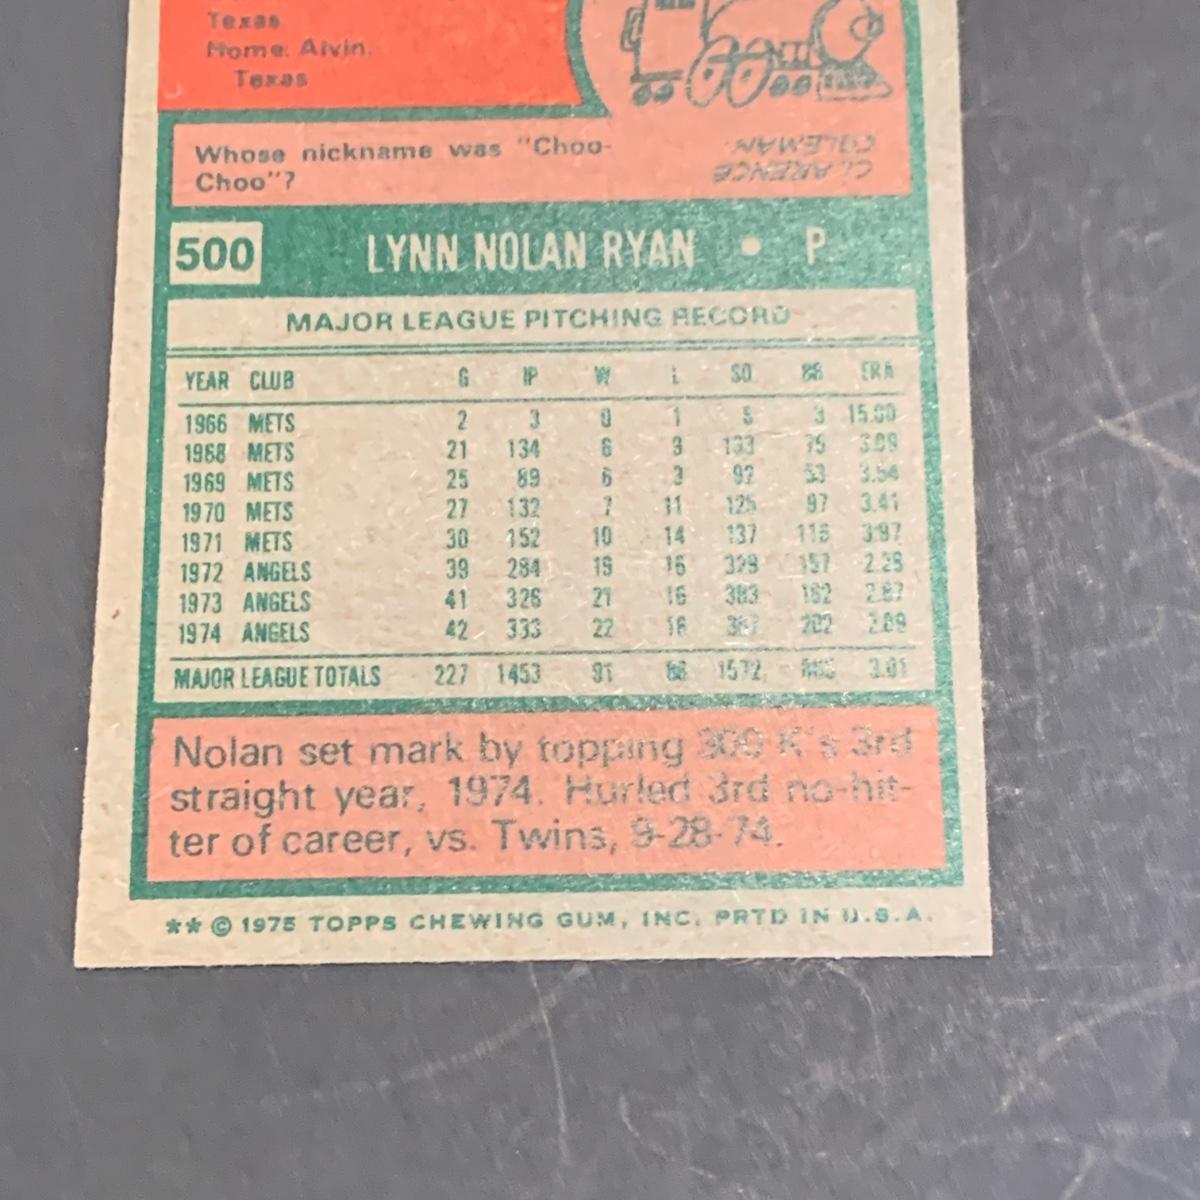 Texas
Home: Alvin,
Texas
Whose nickname was "Choo-
Choo"?
CLARENCE
COLEMAN
500 LYNN NOLAN RYAN • P
MAJOR LEAGUE PITCHING RECORD
YEAR CLUB G IP W L SO BB ERA
1966 METS 2 3 0 1 6 3 15.00
1968 METS 21 134 6 9 133 75 3.09
1969 METS 25 89 6 3 92 53 3.54
1970 METS 27 132 7 11 125 97 3.41
1971 METS 30 152 10 14 137 116 3.97
1972 ANGELS 39 284 19 16 329 157 2.28
1973 ANGELS 41 326 21 16 383 162 2.87
1974 ANGELS 42 333 22 16 367 202 2.89
MAJOR LEAGUE TOTALS 227 1453 91 86 1572 3.01
Nolan set mark by topping 300 K's 3rd
straight year, 1974. Hurled 3rd no-hit-
ter of career, vs. Twins, 9-28-74.
** © 1975 TOPPS CHEWING GUM, INC. PRTD IN U.S.A.